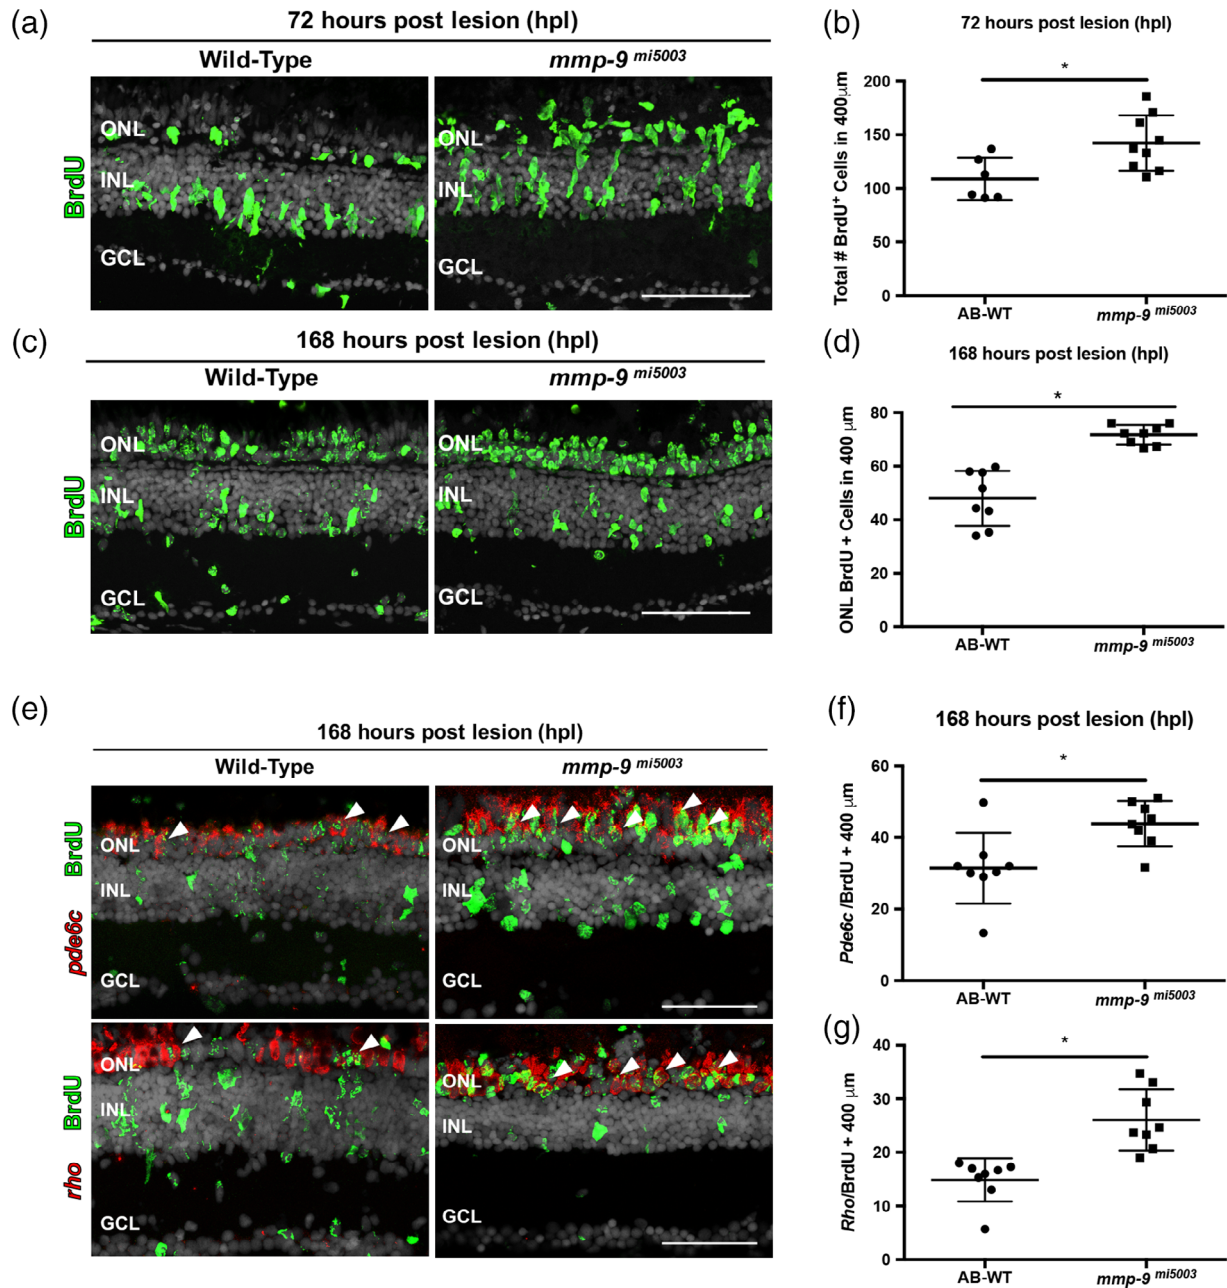 (a)
72 hours post lesion (hpl)
Wild-Type
mmp-9 mi5003
BrdU
ONL
INL
GCL
ONL
INL
GCL
(b)
72 hours post lesion (hpl)
*
Total # BrdU+ Cells in 400μm
200
150
100
50
0
AB-WT
mmp-9 mi5003
(c)
168 hours post lesion (hpl)
Wild-Type
mmp-9 mi5003
BrdU
ONL
INL
GCL
ONL
INL
GCL
(d)
168 hours post lesion (hpl)
*
ONL BrdU + Cells in 400 μm
80
60
40
20
0
AB-WT
mmp-9 mi5003
(e)
168 hours post lesion (hpl)
Wild-Type
mmp-9 mi5003
pde6c BrdU
ONL
INL
GCL
ONL
INL
GCL
rho BrdU
ONL
INL
GCL
ONL
INL
GCL
(f)
168 hours post lesion (hpl)
*
Pde6c /BrdU + 400 μm
60
40
20
0
AB-WT
mmp-9 mi5003
(g)
*
Rho/BrdU + 400 μm
40
30
20
10
0
AB-WT
mmp-9 mi5003